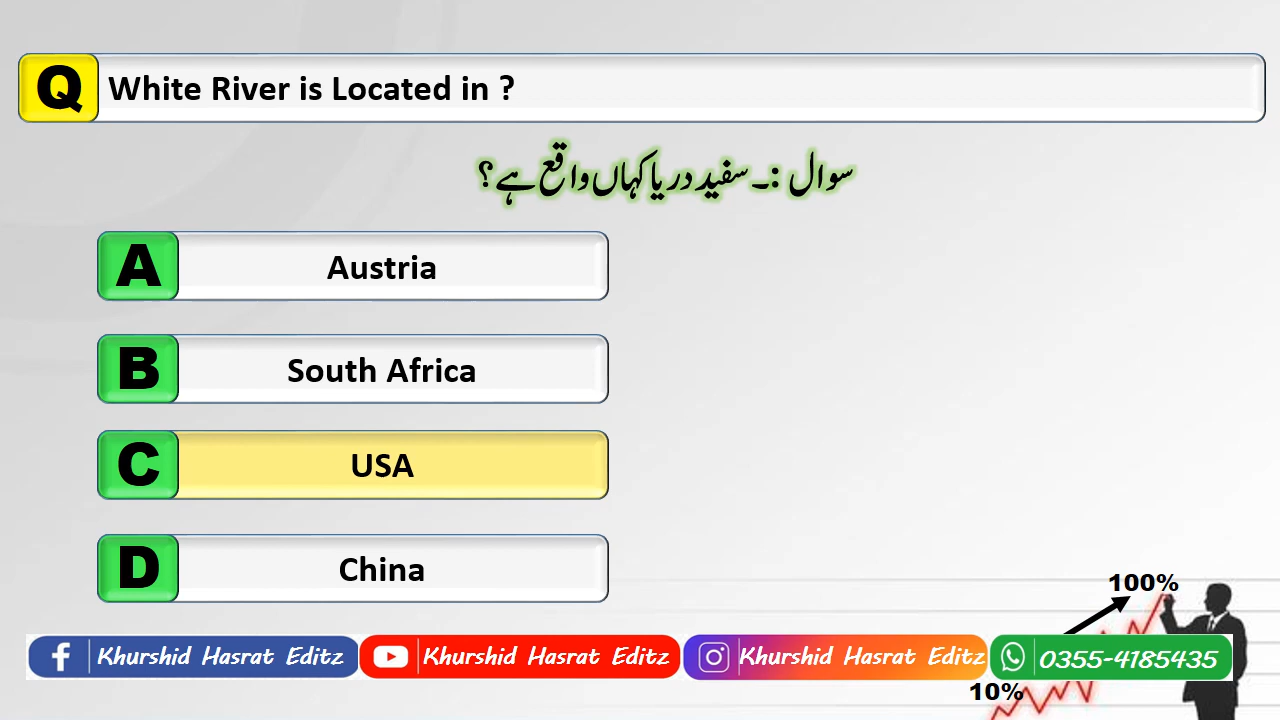 Q White River is Located in ?
سوال :۔سفید دریا کہاں واقع ہے؟
A Austria
B South Africa
C USA
D China
100%
Khurshid Hasrat Editz Khurshid Hasrat Editz Khurshid Hasrat Editz 0355-4185435
10%